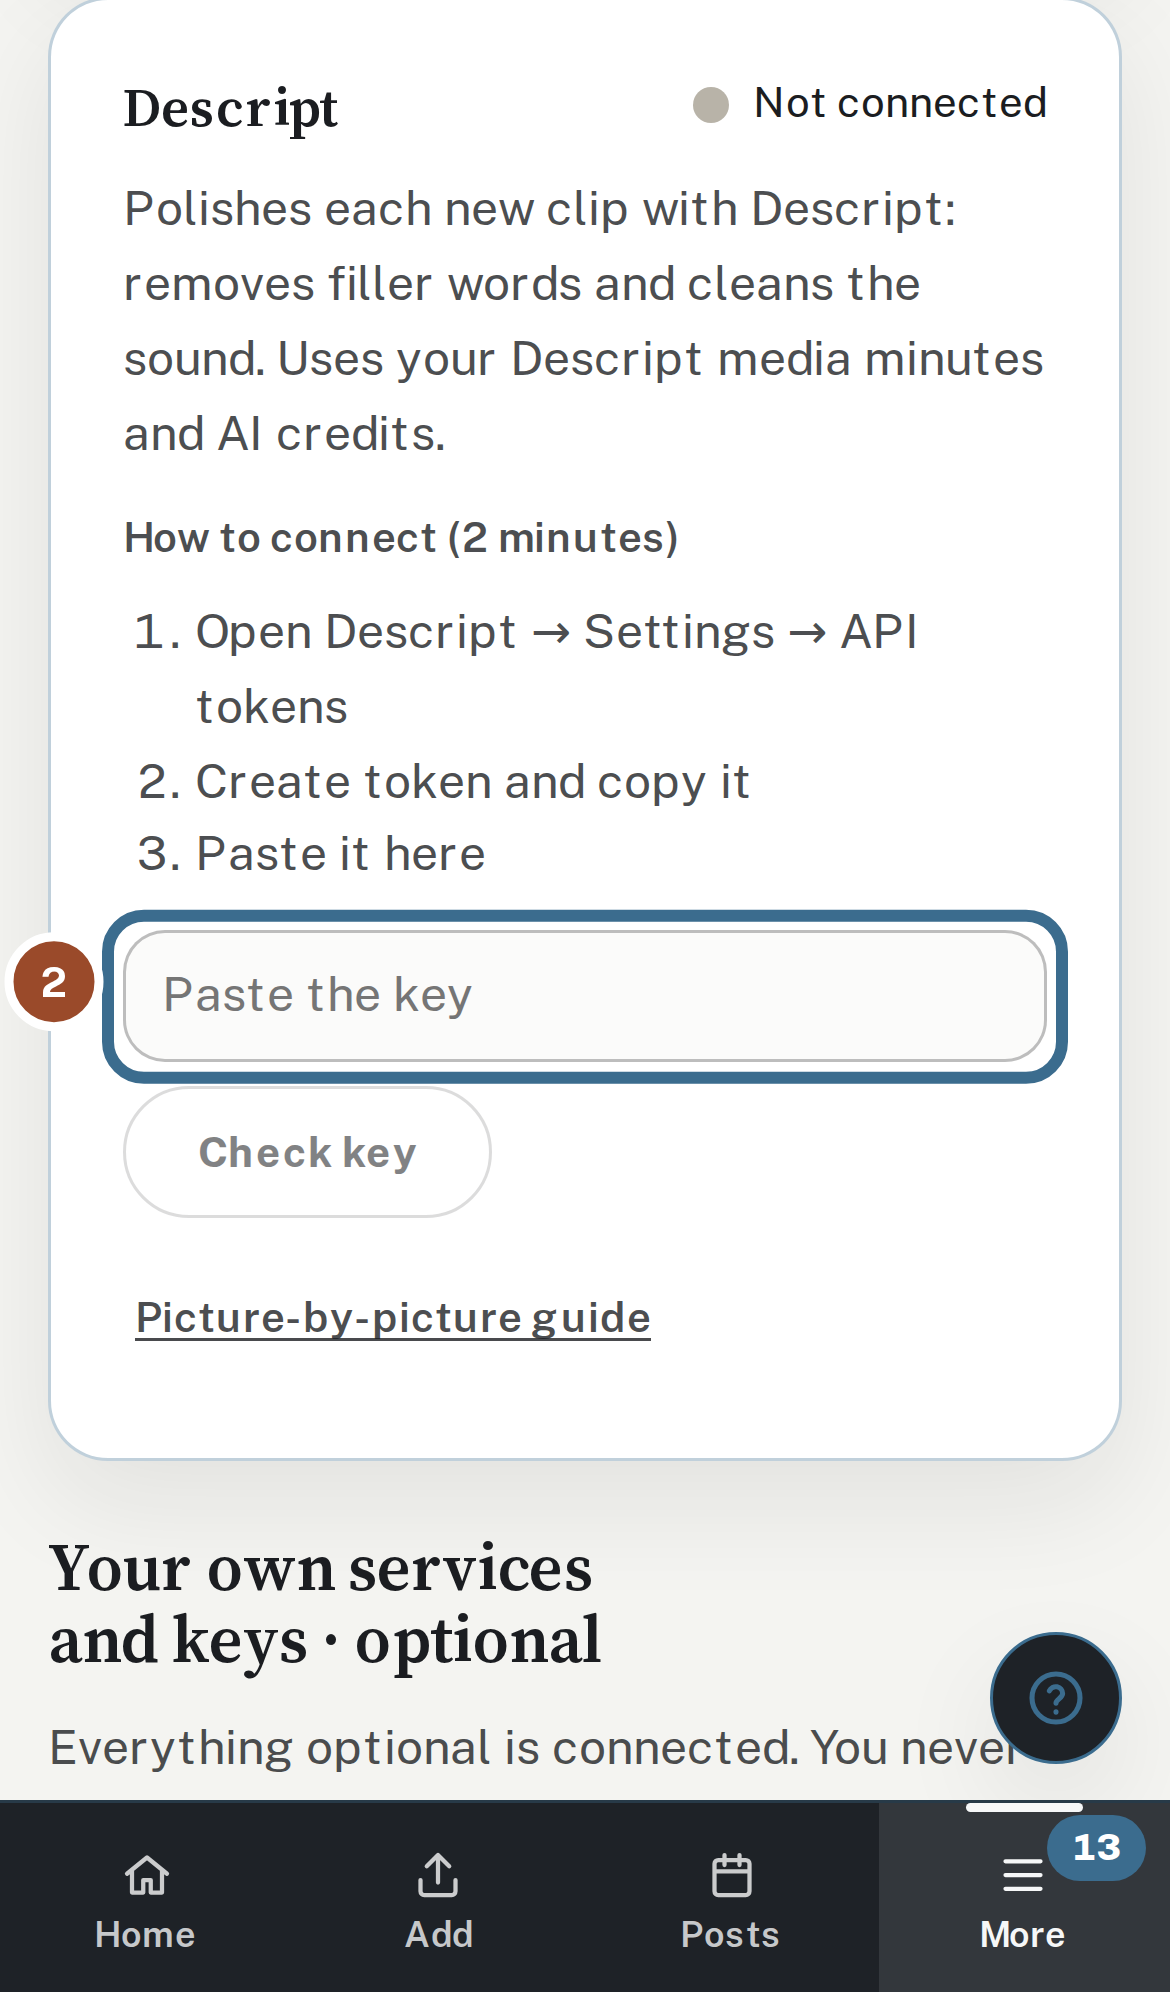 Descript
Not connected
Polishes each new clip with Descript:
removes filler words and cleans the
sound. Uses your Descript media minutes
and AI credits.
How to connect (2 minutes)
1. Open Descript → Settings → API
tokens
2. Create token and copy it
3. Paste it here
2
Paste the key
Check key
Picture-by-picture guide
Your own services
and keys · optional
Everything optional is connected. You never
13
Home
Add
Posts
More